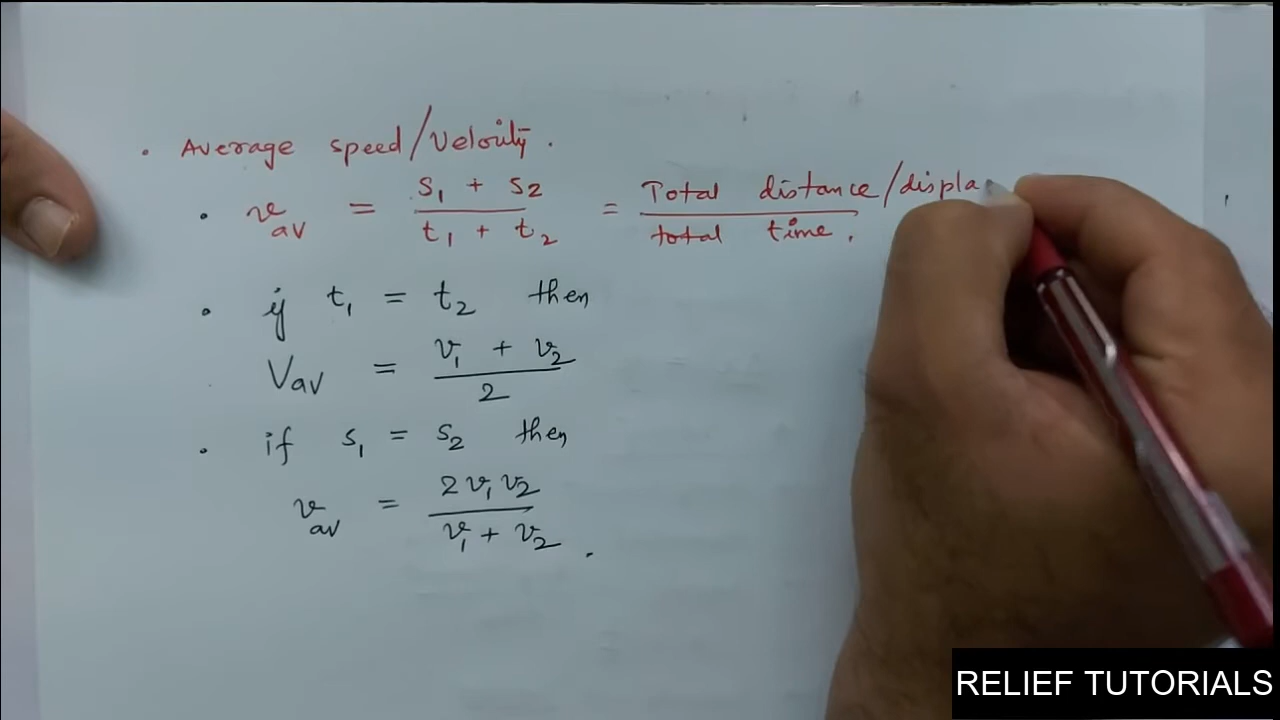 . Average speed/Velocity.
. v_av = (s₁ + s₂)/(t₁ + t₂) = Total distance/displa / total time.
. if t₁ = t₂ then
V_av = (v₁ + v₂)/2
. if s₁ = s₂ then
v_av = 2v₁v₂/(v₁ + v₂) .
RELIEF TUTORIALS